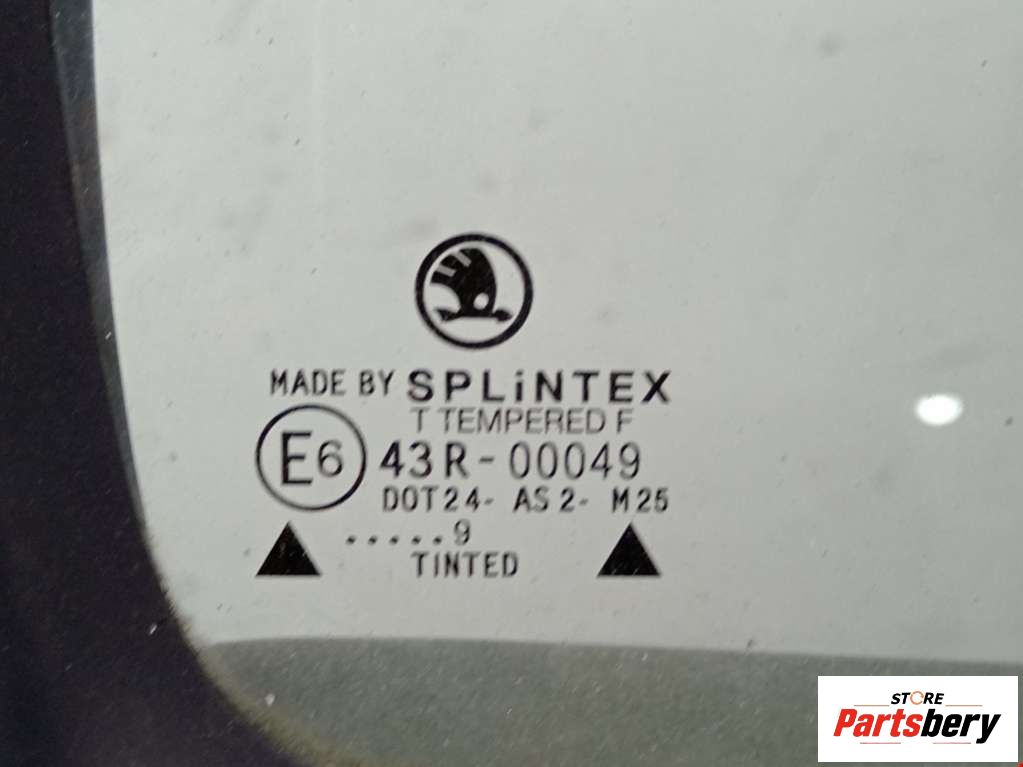 MADE BY SPLiNTEX
T TEMPERED F
E6 43R-00049
DOT24- AS2- M25
.....9
TINTED
STORE
Partsbery